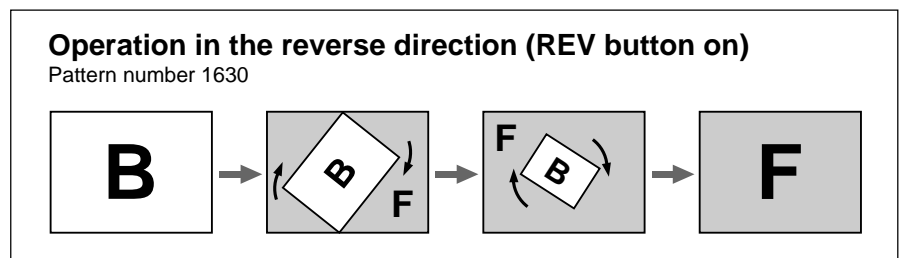 Operation in the reverse direction (REV button on)
Pattern number 1630
B
B
F
F
B
F